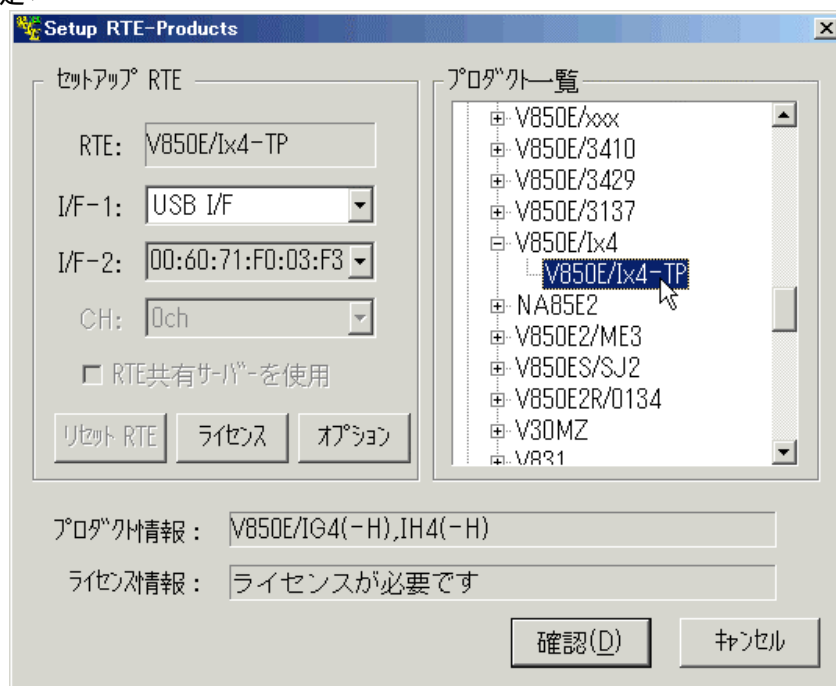 定
Setup RTE-Products
ｾｯﾄｱｯﾌﾟ RTE
RTE: V850E/Ix4-TP
I/F-1: USB I/F
I/F-2: 00:60:71:F0:03:F3
CH: 0ch
RTE共有ｻｰﾊﾞｰを使用
ﾘｾｯﾄ RTE ﾗｲｾﾝｽ ｵﾌﾟｼｮﾝ
ﾌﾟﾛﾀﾞｸﾄ一覧
V850E/xxx
V850E/3410
V850E/3429
V850E/3137
V850E/Ix4
V850E/Ix4-TP
NA85E2
V850E2/ME3
V850ES/SJ2
V850E2R/0134
V30MZ
V831
ﾌﾟﾛﾀﾞｸﾄ情報： V850E/IG4(-H),IH4(-H)
ﾗｲｾﾝｽ情報： ライセンスが必要です
確認(D) ｷｬﾝｾﾙ